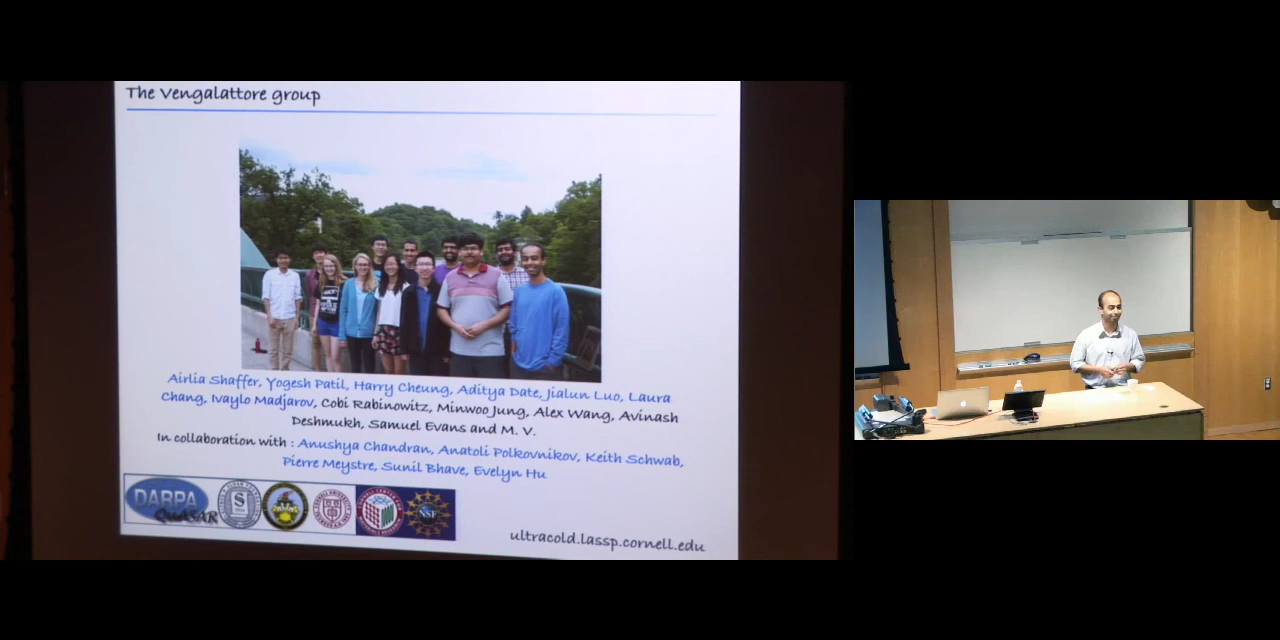 The Vengalattore group
Airlia Shaffer, Yogesh Patil, Harry Cheung, Aditya Date, Jialun Luo, Laura
Chang, Ivaylo Madjarov, Cobi Rabinowitz, Minwoo Jung, Alex Wang, Avinash
Deshmukh, Samuel Evans and M. V.
In collaboration with : Anushya Chandran, Anatoli Polkovnikov, Keith Schwab,
Pierre Meystre, Sunil Bhave, Evelyn Hu
DARPA
QuASAR
NSF
ultracold.lassp.cornell.edu